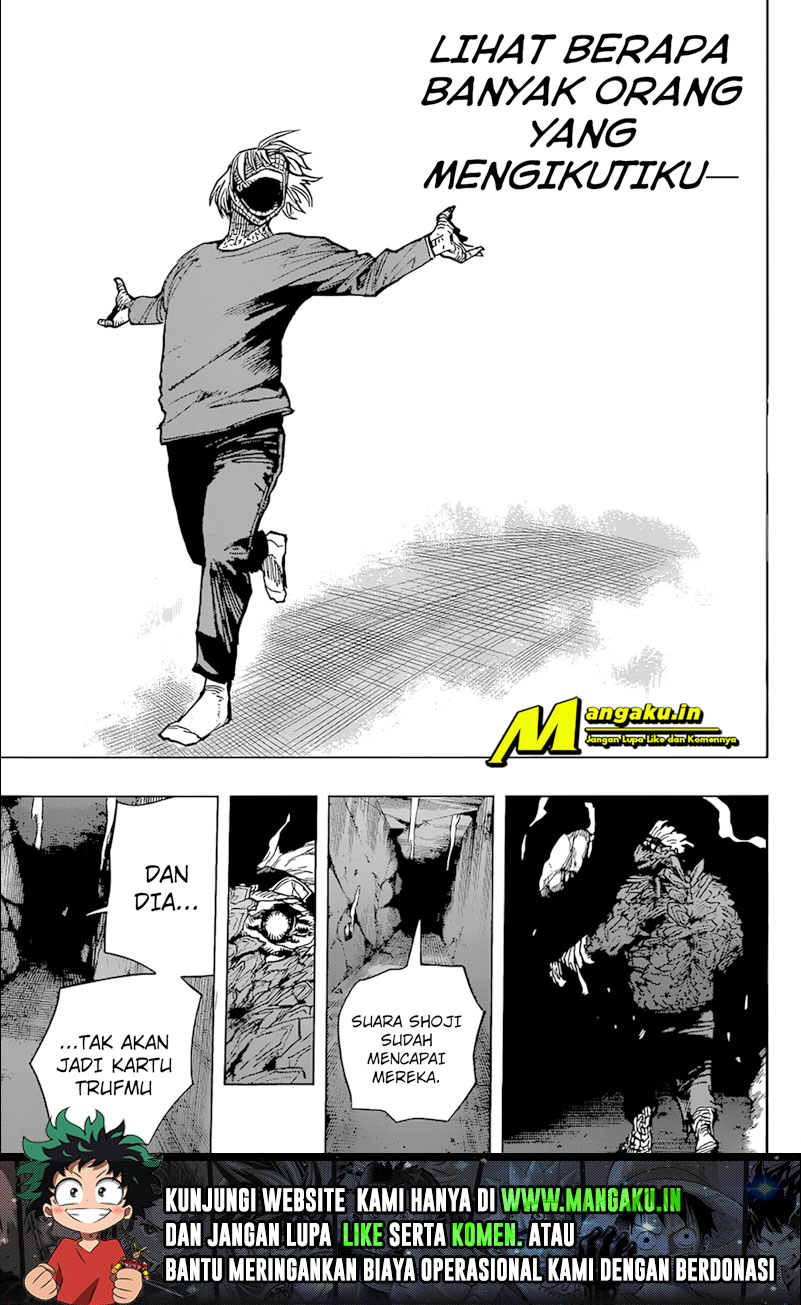 LIHAT BERAPA
BANYAK ORANG
YANG
MENGIKUTIKU—
Mangaku.in
Jangan Lupa Like dan Komennya
SUARA SHOJI
SUDAH
MENCAPAI
MEREKA.
DAN
DIA...
...TAK AKAN
JADI KARTU
TRUFMU
KUNJUNGI WEBSITE KAMI HANYA DI WWW.MANGAKU.IN
DAN JANGAN LUPA LIKE SERTA KOMEN. ATAU
BANTU MERINGANKAN BIAYA OPERASIONAL KAMI DENGAN BERDONASI